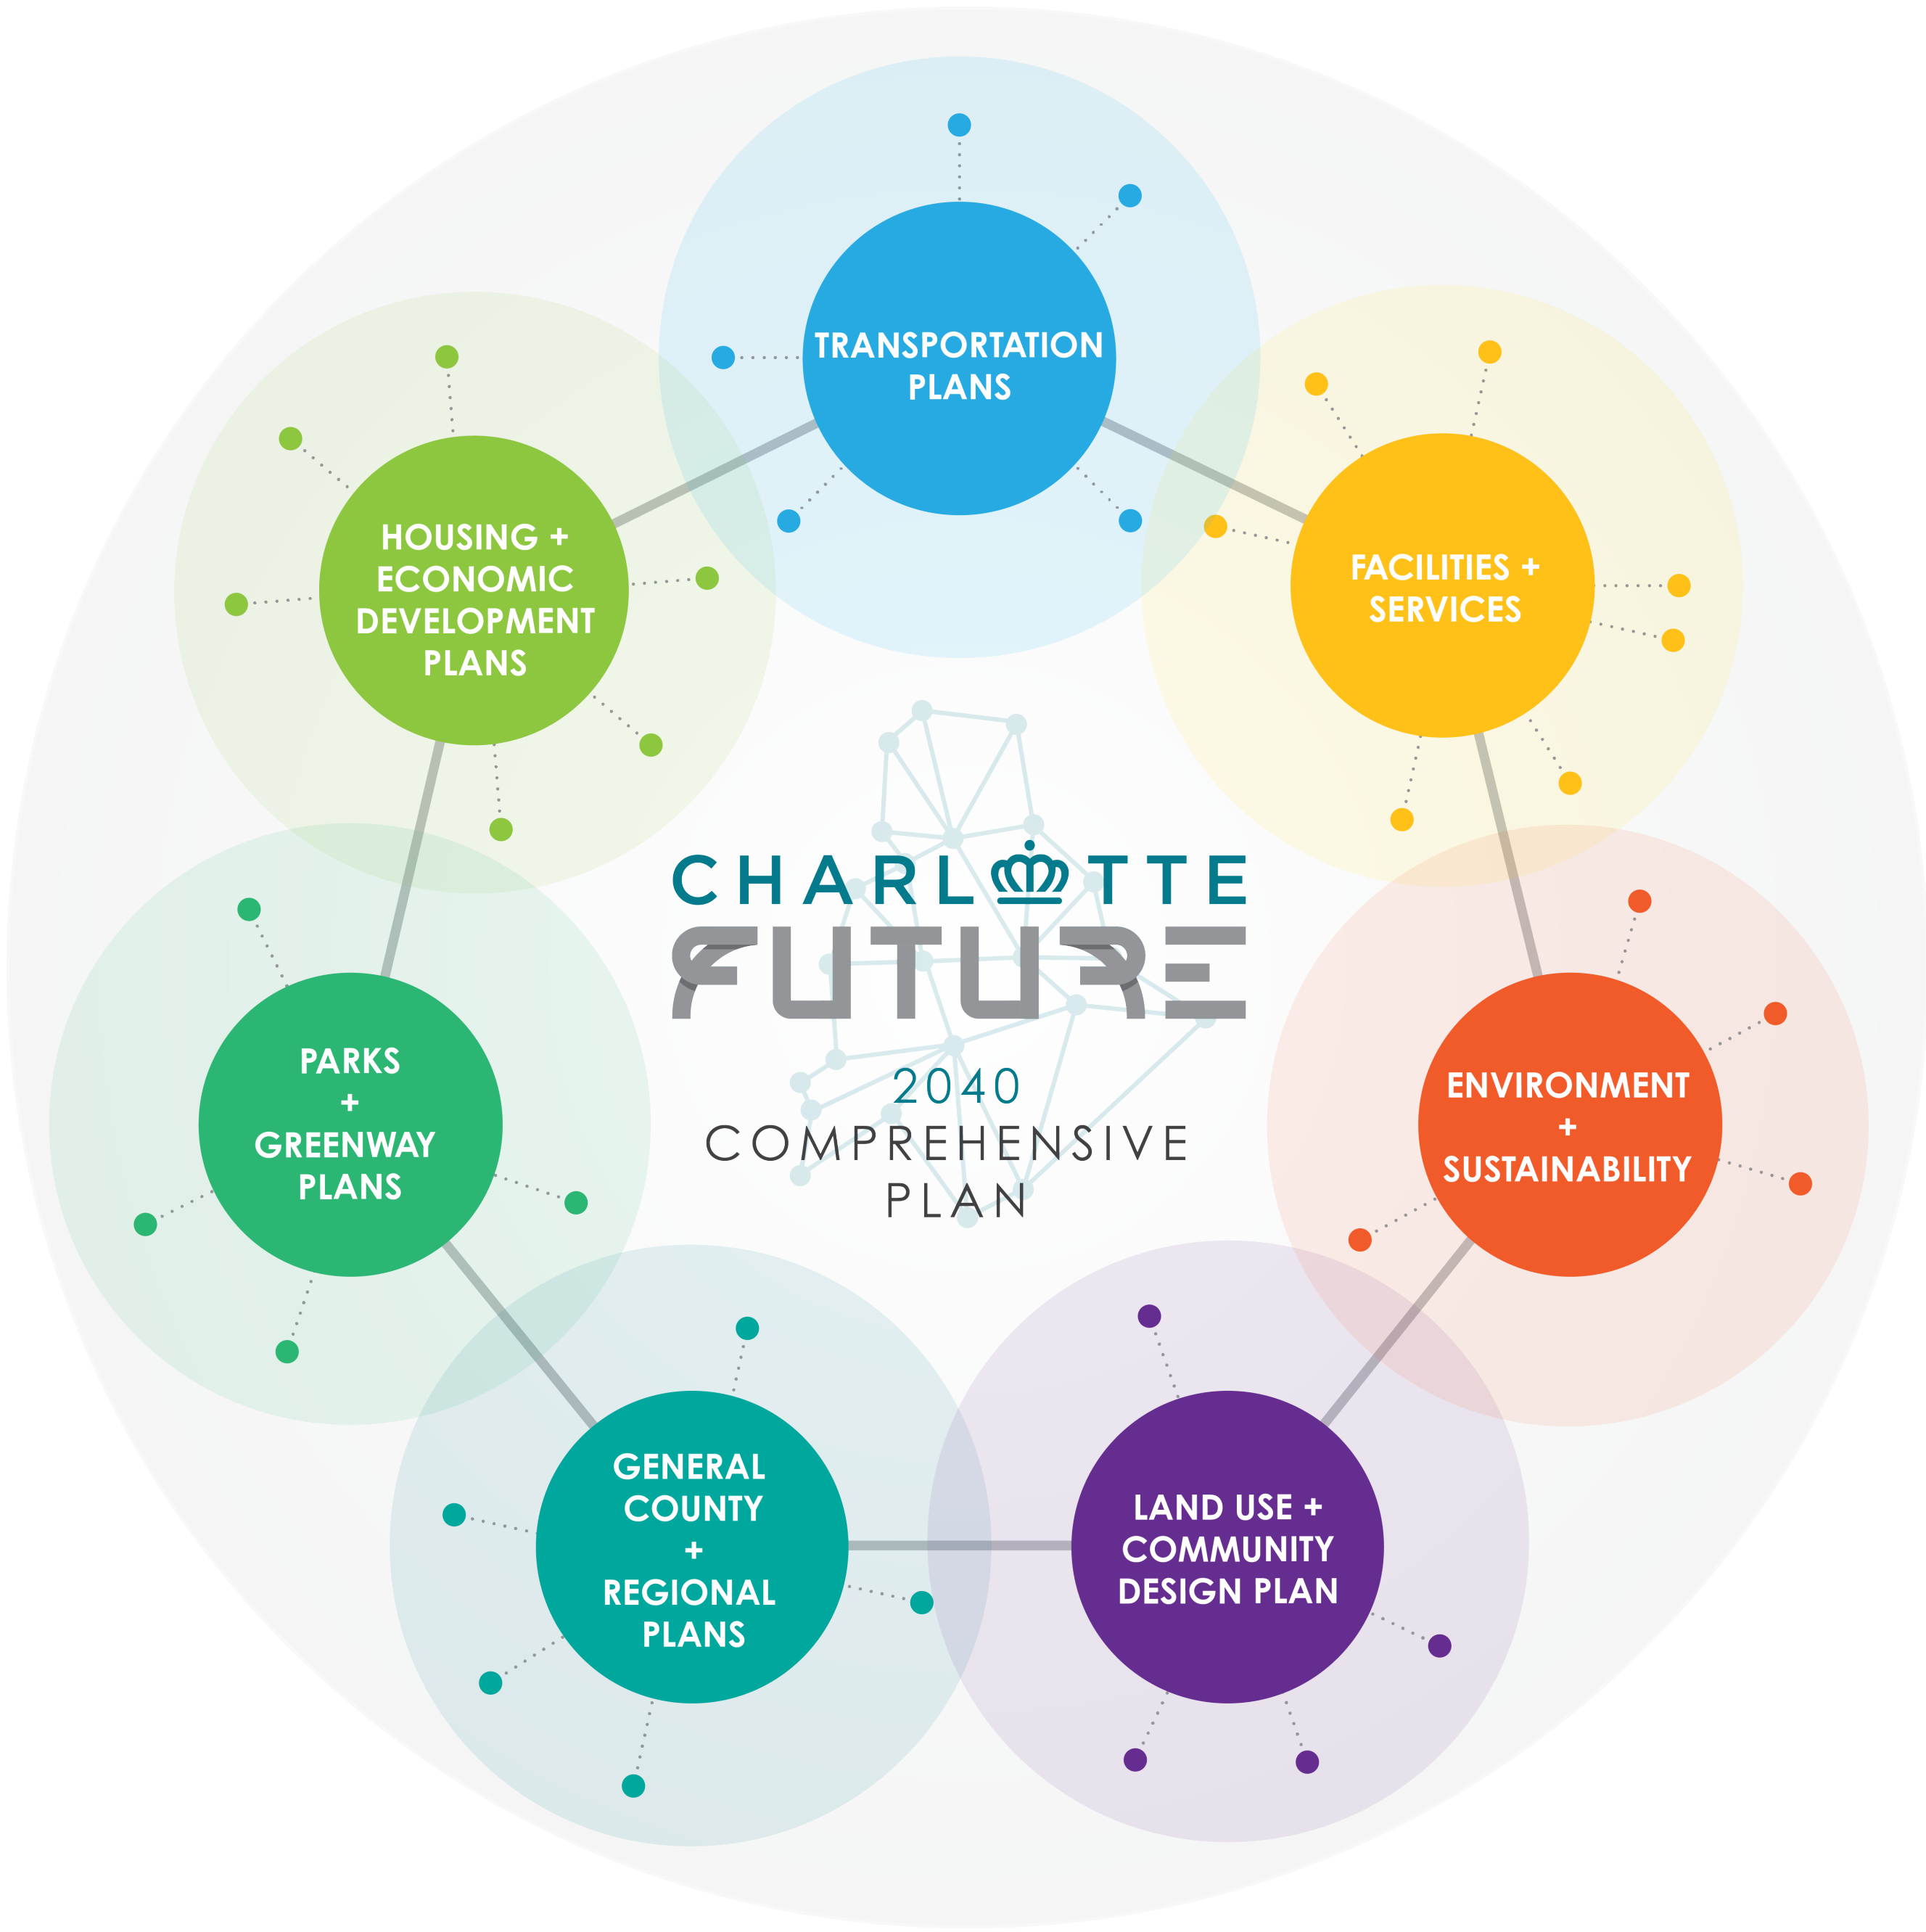 TRANSPORTATION
PLANS
HOUSING +
ECONOMIC
DEVELOPMENT
PLANS
FACILITIES +
SERVICES
CHARLOTTE
FUTURE
2040
COMPREHENSIVE
PLAN
PARKS
+
GREENWAY
PLANS
ENVIRONMENT
+
SUSTAINABILITY
GENERAL
COUNTY
+
REGIONAL
PLANS
LAND USE +
COMMUNITY
DESIGN PLAN